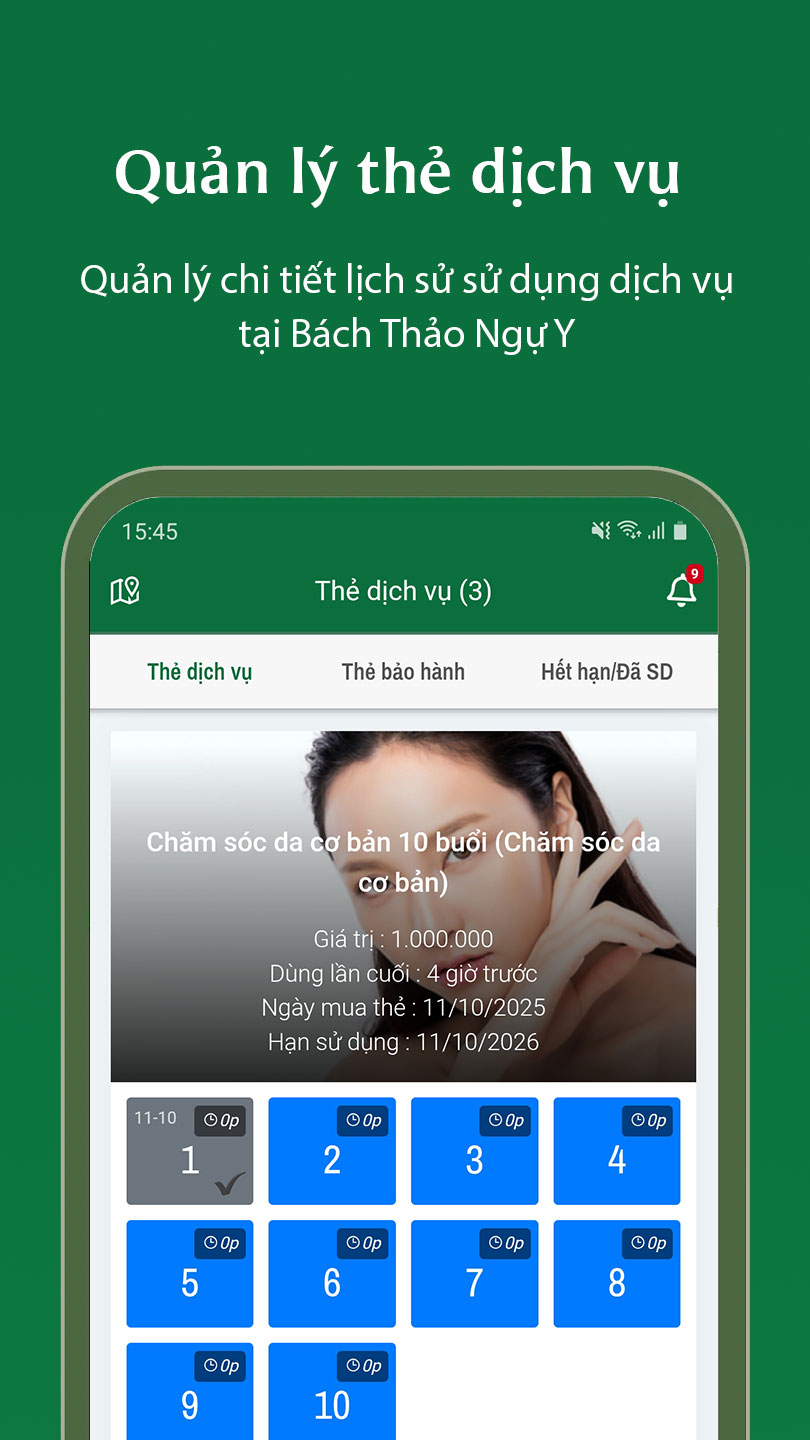 Quản lý thẻ dịch vụ
Quản lý chi tiết lịch sử sử dụng dịch vụ
tại Bách Thảo Ngự Y
15:45
9
Thẻ dịch vụ (3)
Thẻ dịch vụ
Thẻ bảo hành
Hết hạn/Đã SD
Chăm sóc da cơ bản 10 buổi (Chăm sóc da
cơ bản)
Giá trị : 1.000.000
Dùng lần cuối : 4 giờ trước
Ngày mua thẻ : 11/10/2025
Hạn sử dụng : 11/10/2026
11-10
0p
1
0p
2
0p
3
0p
4
0p
5
0p
6
0p
7
0p
8
0p
9
0p
10